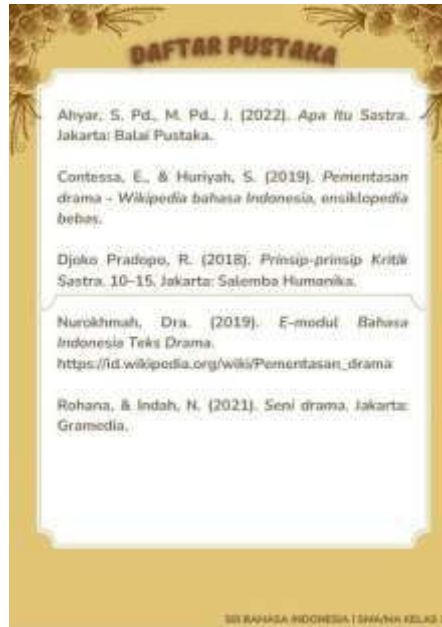 DAFTAR PUSTAKA
Ahyar, S. Pd., M. Pd., J. (2022). Apa Itu Sastra.
Jakarta: Balai Pustaka.
Contessa, E., & Huriyah, S. (2019). Pementasan
drama - Wikipedia bahasa Indonesia, ensiklopedia
bebas.
Djoko Pradopo, R. (2018). Prinsip-prinsip Kritik
Sastra. 10–15. Jakarta: Salemba Humanika.
Nurokhmah, Dra. (2019). E-modul Bahasa
Indonesia Teks Drama.
https://id.wikipedia.org/wiki/Pementasan_drama
Rohana, & Indah, N. (2021). Seni drama. Jakarta:
Gramedia.
BAHASA INDONESIA | SMA/MA KELAS